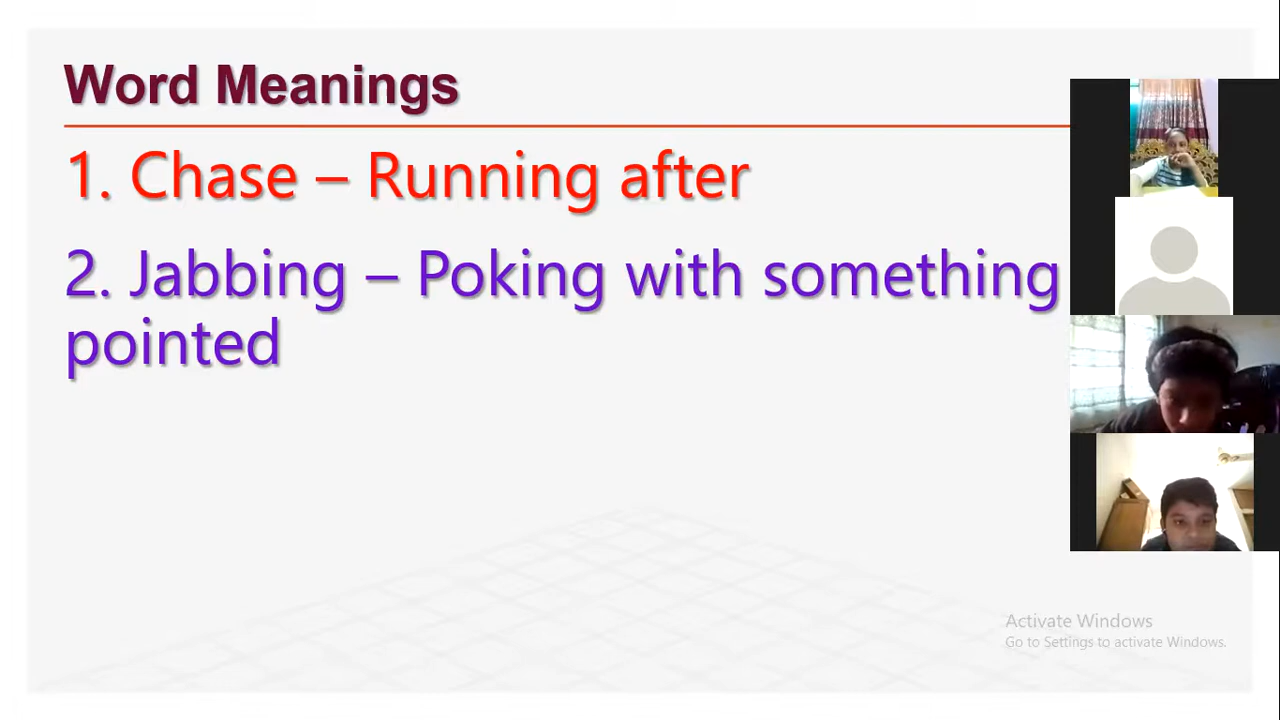 Word Meanings
1. Chase – Running after
2. Jabbing – Poking with something
pointed
Activate Windows
Go to Settings to activate Windows.